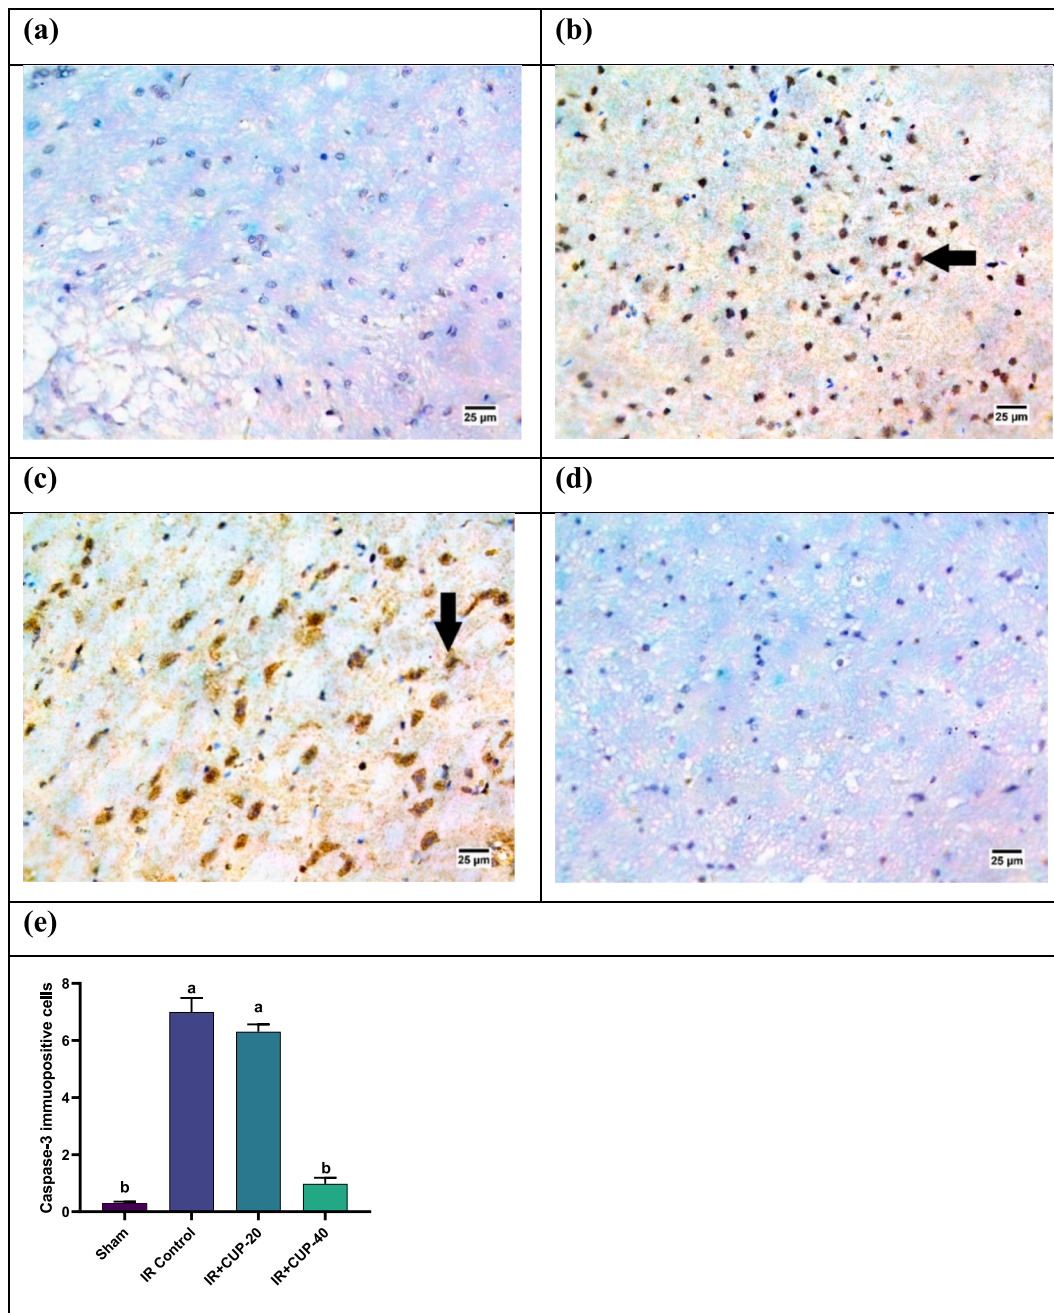 (a)
(b)
25 µm
25 µm
(c)
(d)
25 µm
25 µm
(e)
Caspase-3 immuopositive cells
8
6
4
2
0
b
a
a
b
Sham
IR Control
IR+CUP-20
IR+CUP-40